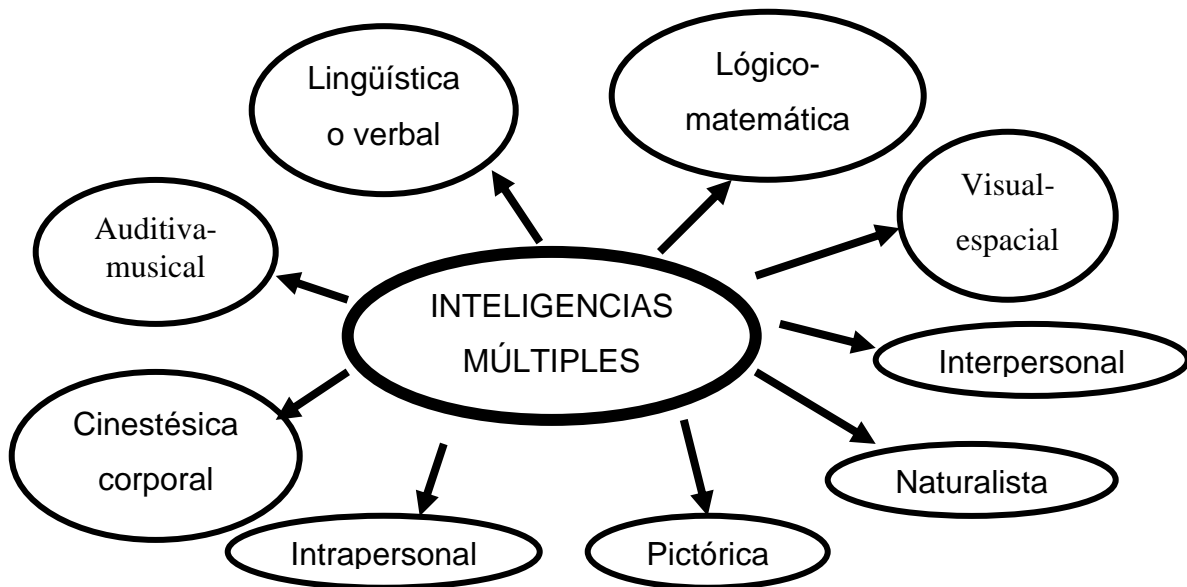 Lingüística
o verbal
Lógico-
matemática
Visual-
espacial
Auditiva-
musical
INTELIGENCIAS
MÚLTIPLES
Interpersonal
Cinestésica
corporal
Naturalista
Intrapersonal
Pictórica